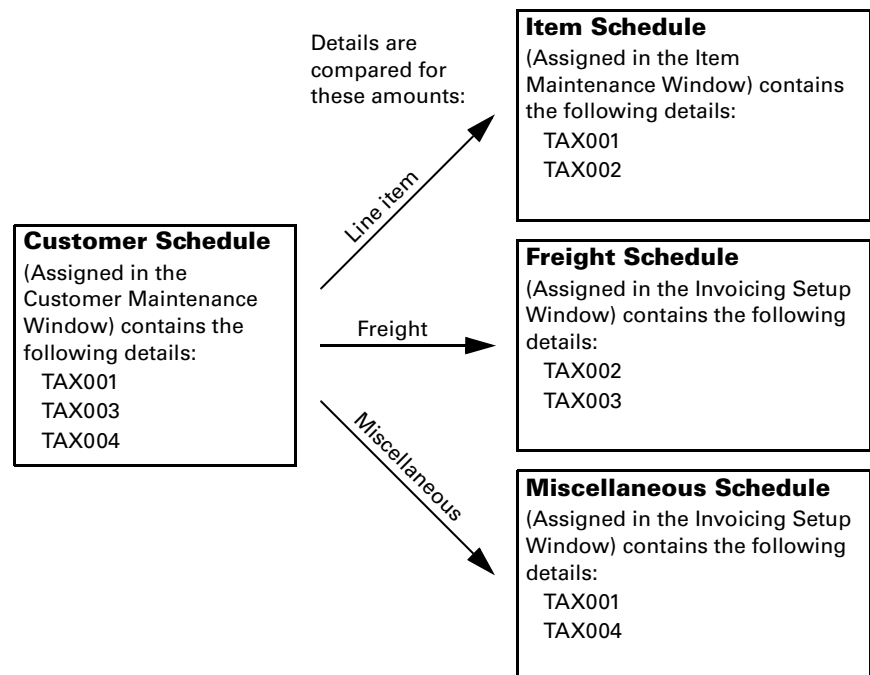 Details are
compared for
these amounts:
Line item
Freight
Miscellaneous
Customer Schedule
(Assigned in the
Customer Maintenance
Window) contains the
following details:
TAX001
TAX003
TAX004
Item Schedule
(Assigned in the Item
Maintenance Window) contains
the following details:
TAX001
TAX002
Freight Schedule
(Assigned in the Invoicing Setup
Window) contains the following
details:
TAX002
TAX003
Miscellaneous Schedule
(Assigned in the Invoicing Setup
Window) contains the following
details:
TAX001
TAX004